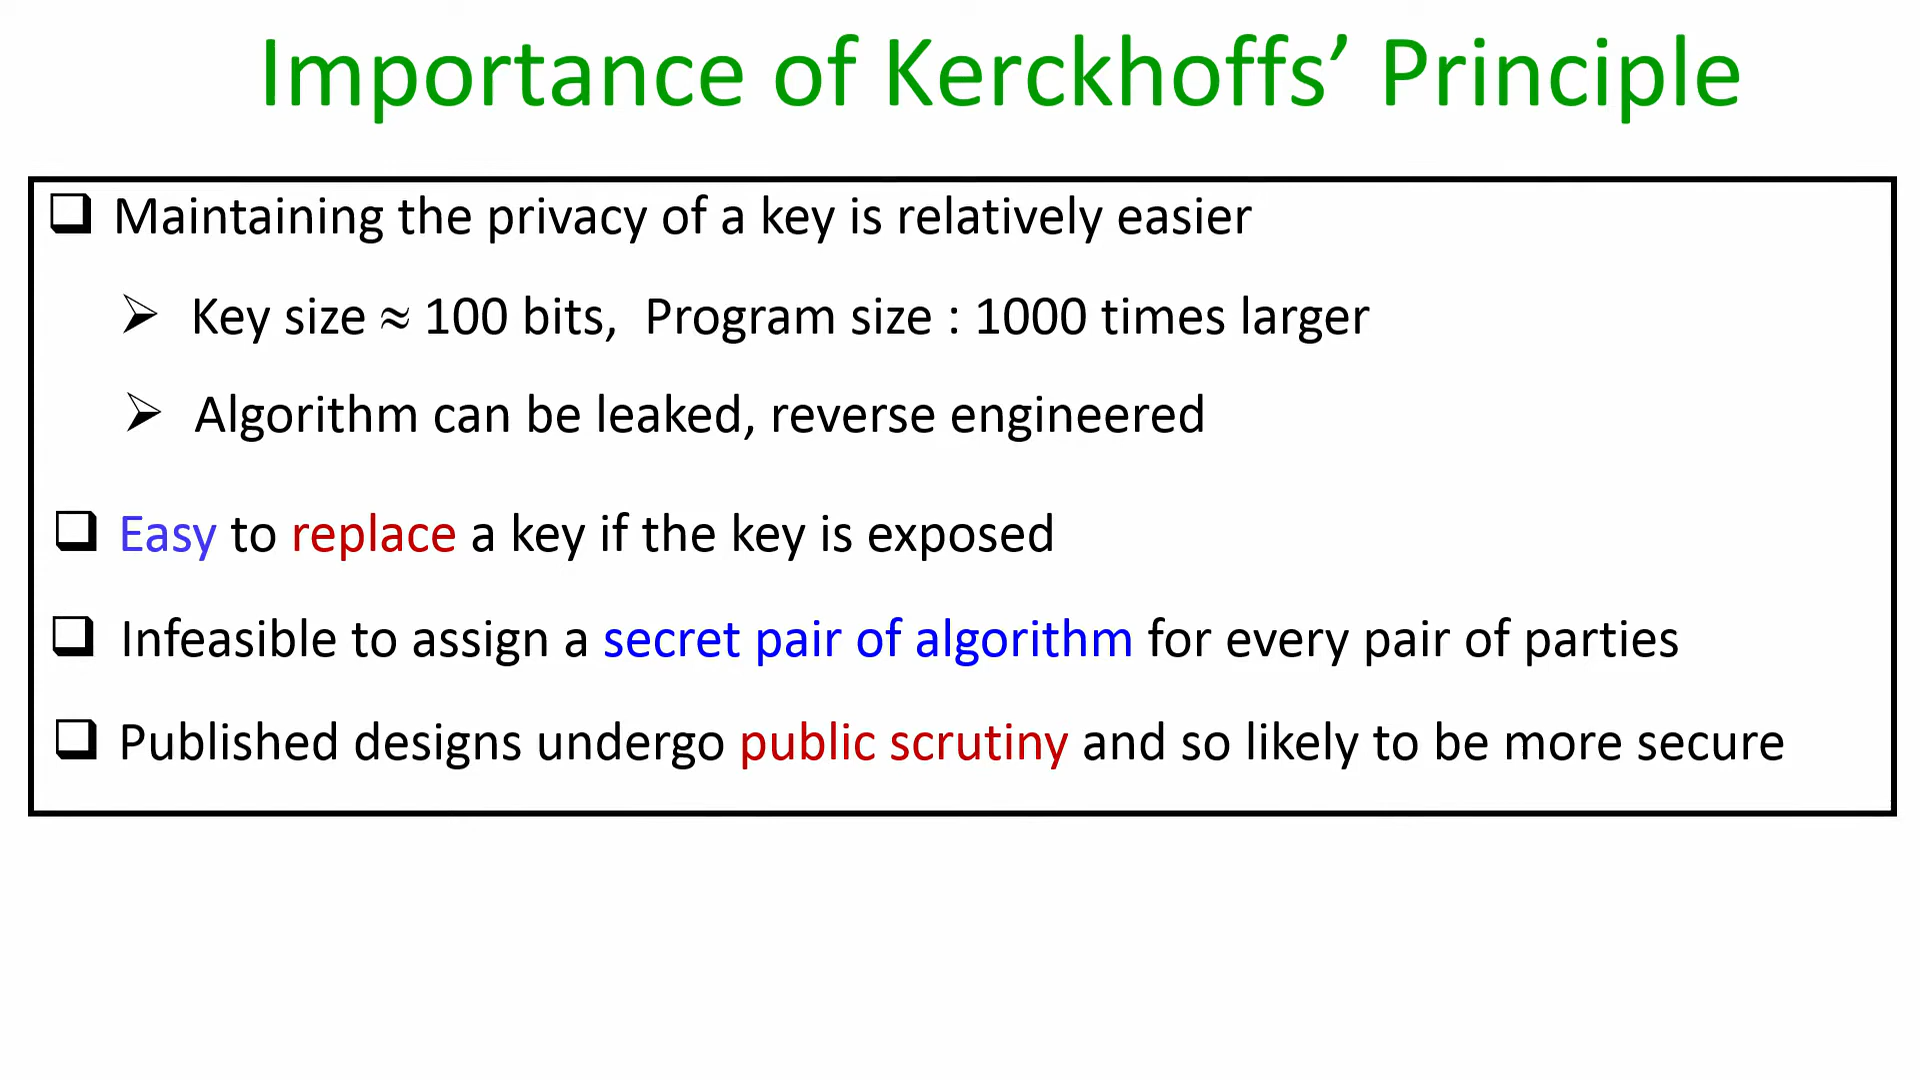 Importance of Kerckhoffs’ Principle
❑ Maintaining the privacy of a key is relatively easier
➢ Key size ≈ 100 bits, Program size : 1000 times larger
➢ Algorithm can be leaked, reverse engineered
❑ Easy to replace a key if the key is exposed
❑ Infeasible to assign a secret pair of algorithm for every pair of parties
❑ Published designs undergo public scrutiny and so likely to be more secure